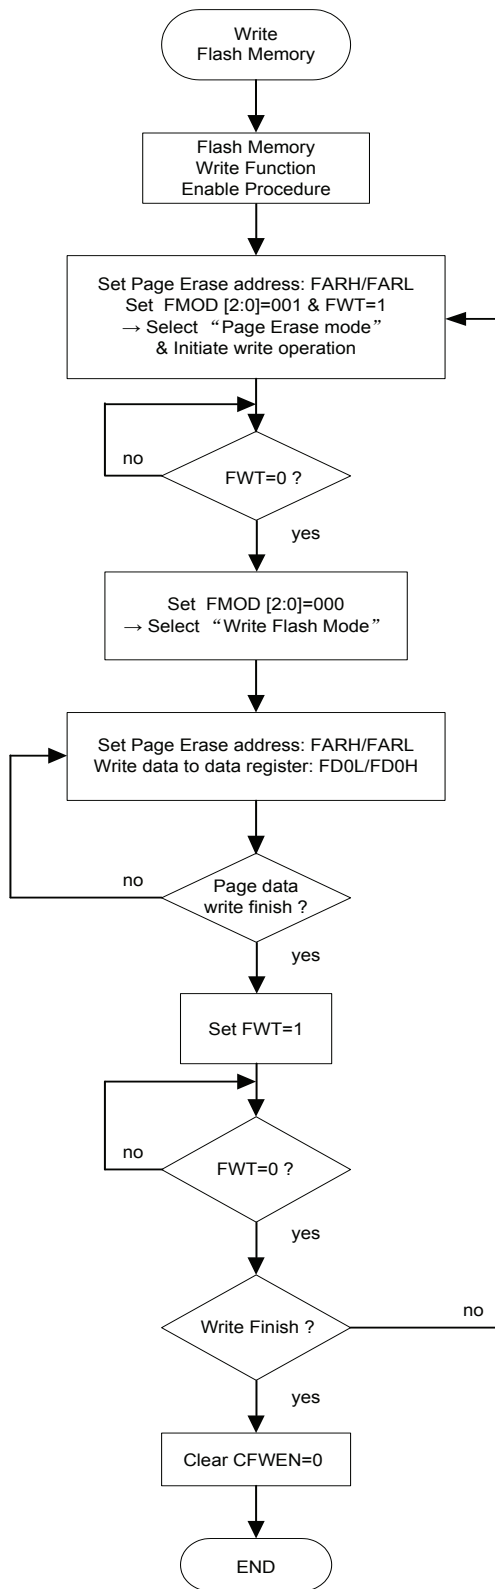 Write
Flash Memory
Flash Memory
Write Function
Enable Procedure
Set Page Erase address: FARH/FARL
Set FMOD [2:0]=001 & FWT=1
→ Select “Page Erase mode”
& Initiate write operation
no
FWT=0 ?
yes
Set FMOD [2:0]=000
→ Select “Write Flash Mode”
Set Page Erase address: FARH/FARL
Write data to data register: FD0L/FD0H
no
Page data
write finish ?
yes
Set FWT=1
no
FWT=0 ?
yes
Write Finish ?
no
yes
Clear CFWEN=0
END